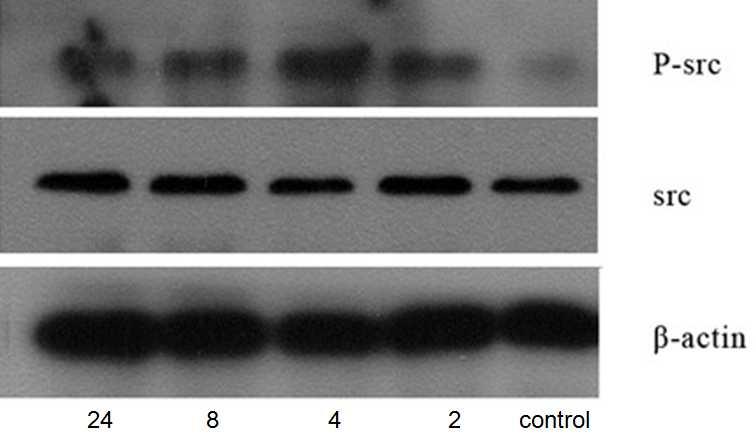 P-src
src
β-actin
24 8 4 2 control